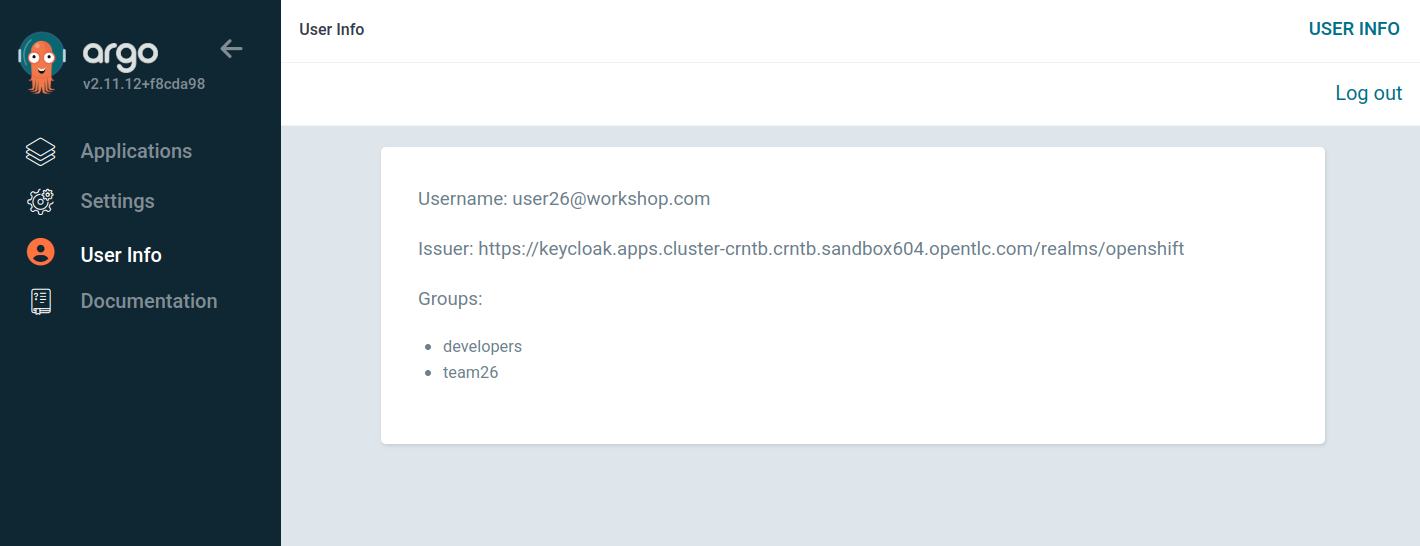 argo
v2.11.12+f8cda98
Applications
Settings
User Info
Documentation
User Info
USER INFO
Log out
Username: user26@workshop.com
Issuer: https://keycloak.apps.cluster-crntb.crntb.sandbox604.opentlc.com/realms/openshift
Groups:
developers
team26